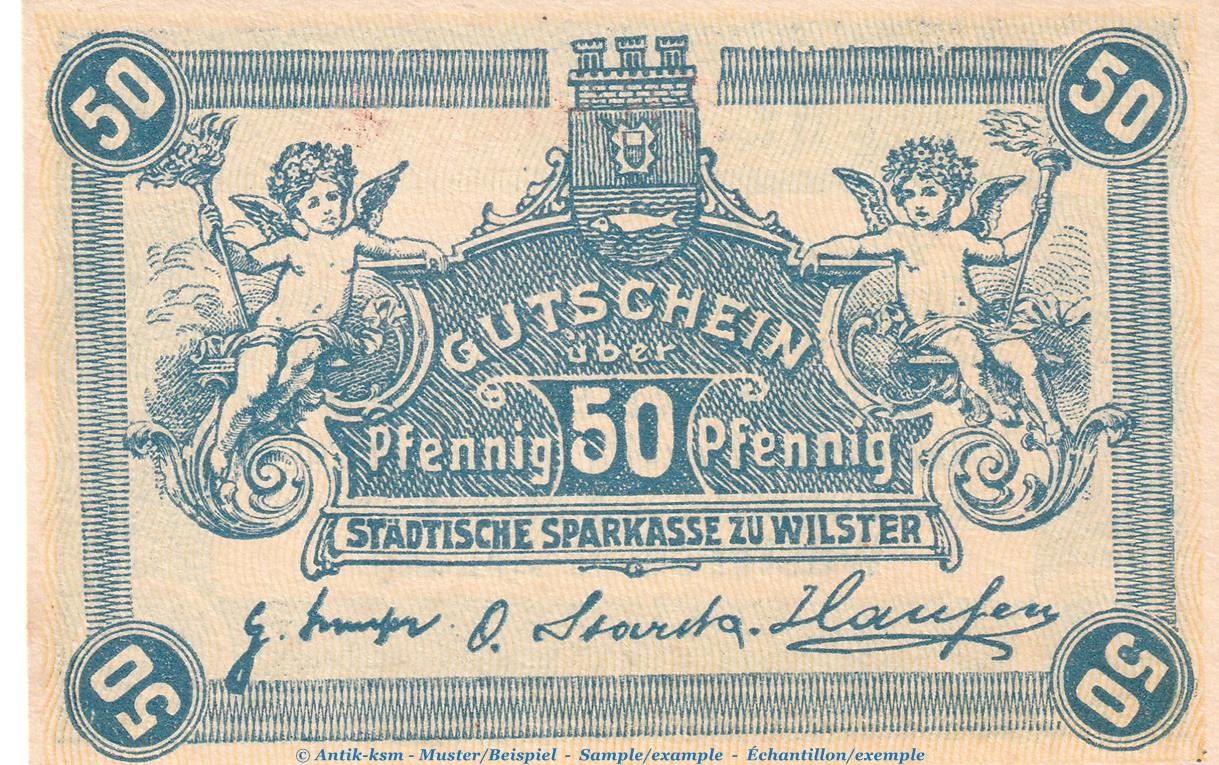 50 50
GUTSCHEIN
über
Pfennig 50 Pfennig
STÄDTISCHE SPARKASSE ZU WILSTER
G. O.
50 50
© Antik-ksm - Muster/Beispiel - Sample/example - Échantillon/exemple